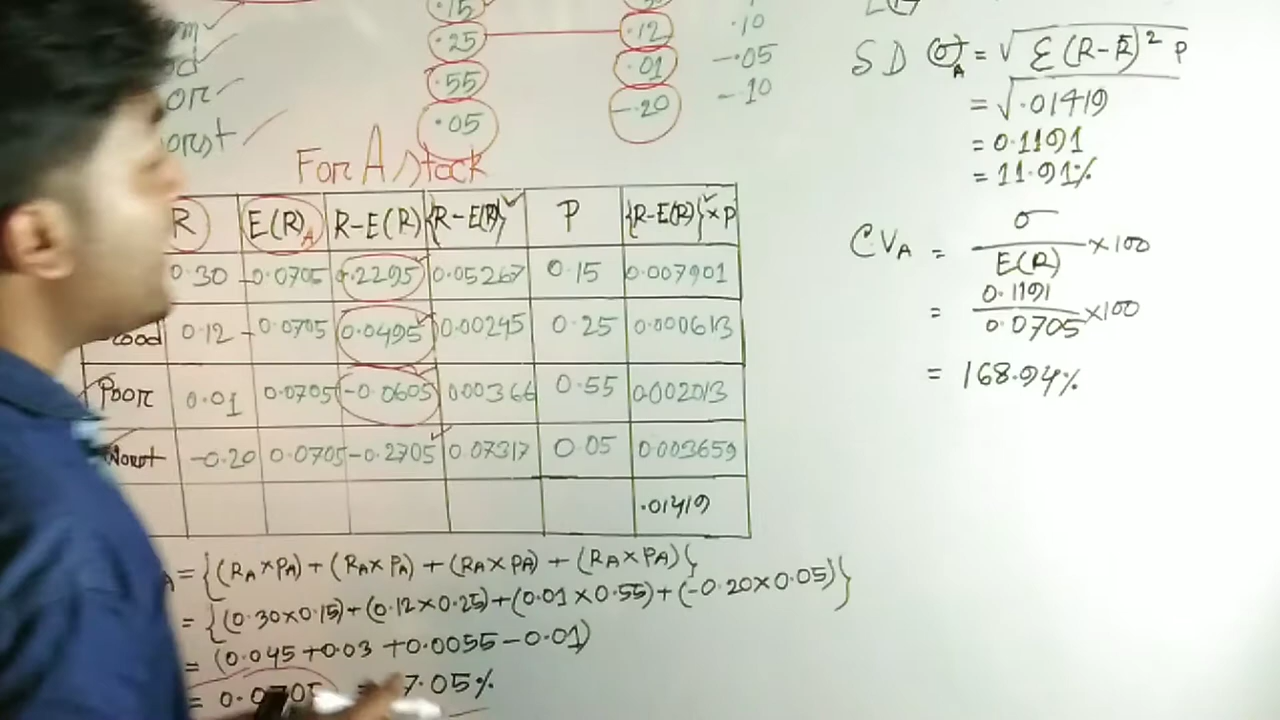 .15
.25 .12 .10
.55 .01 -.05
.05 -.20 -.10
For A stock
R E(R)A R-E(R) {R-E(R)}² P {R-E(R)}²×P
0.30 - 0.0705 0.2295 0.05267 0.15 0.007901
Good 0.12 - 0.0705 0.0495 0.00245 0.25 0.000613
Poor 0.01 0.0705 -0.0605 0.00366 0.55 0.002013
Worst -0.20 0.0705 -0.2705 0.07317 0.05 0.003659
.01419
A = {(RA×PA) + (RA×PA) + (RA×PA) + (RA×PA)}
= {(0.30×0.15)+(0.12×0.25)+(0.01×0.55)+(-0.20×0.05)}
= (0.045+0.03+0.0055-0.01)
= 0.0705 = 7.05%
SD (σ)A = √Σ(R-R̄)² P
= √.01419
= 0.1191
= 11.91%
CVA = σ/E(R) ×100
= 0.1191/0.0705 ×100
= 168.94%